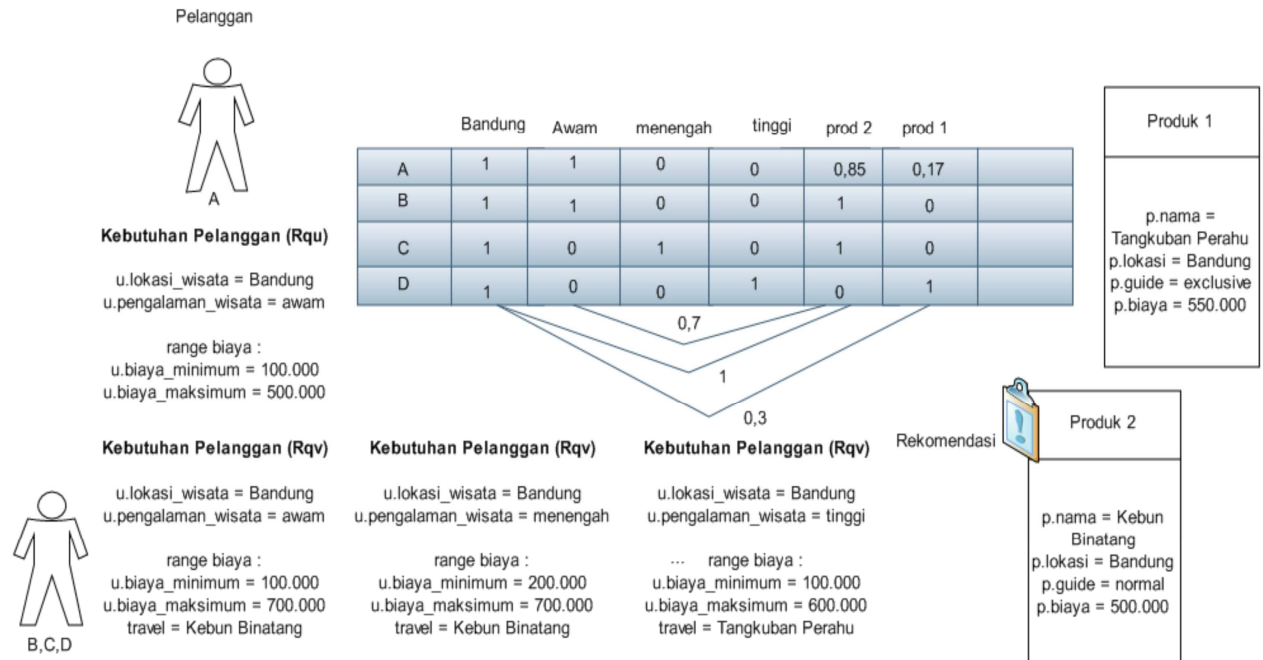 Pelanggan
A
Kebutuhan Pelanggan (Rqu)
u.lokasi_wisata = Bandung
u.pengalaman_wisata = awam
range biaya :
u.biaya_minimum = 100.000
u.biaya_maksimum = 500.000
Bandung Awam menengah tinggi prod 2 prod 1
A 1 1 0 0 0,85 0,17
B 1 1 0 0 1 0
C 1 0 1 0 1 0
D 1 0 0 1 0 1
0,7
1
0,3
Produk 1
p.nama =
Tangkuban Perahu
p.lokasi = Bandung
p.guide = exclusive
p.biaya = 550.000
B,C,D
Kebutuhan Pelanggan (Rqv)
u.lokasi_wisata = Bandung
u.pengalaman_wisata = awam
range biaya :
u.biaya_minimum = 100.000
u.biaya_maksimum = 700.000
travel = Kebun Binatang
Kebutuhan Pelanggan (Rqv)
u.lokasi_wisata = Bandung
u.pengalaman_wisata = menengah
range biaya :
u.biaya_minimum = 200.000
u.biaya_maksimum = 700.000
travel = Kebun Binatang
Kebutuhan Pelanggan (Rqv)
u.lokasi_wisata = Bandung
u.pengalaman_wisata = tinggi
... range biaya :
u.biaya_minimum = 100.000
u.biaya_maksimum = 600.000
travel = Tangkuban Perahu
Rekomendasi
Produk 2
p.nama = Kebun
Binatang
p.lokasi = Bandung
p.guide = normal
p.biaya = 500.000